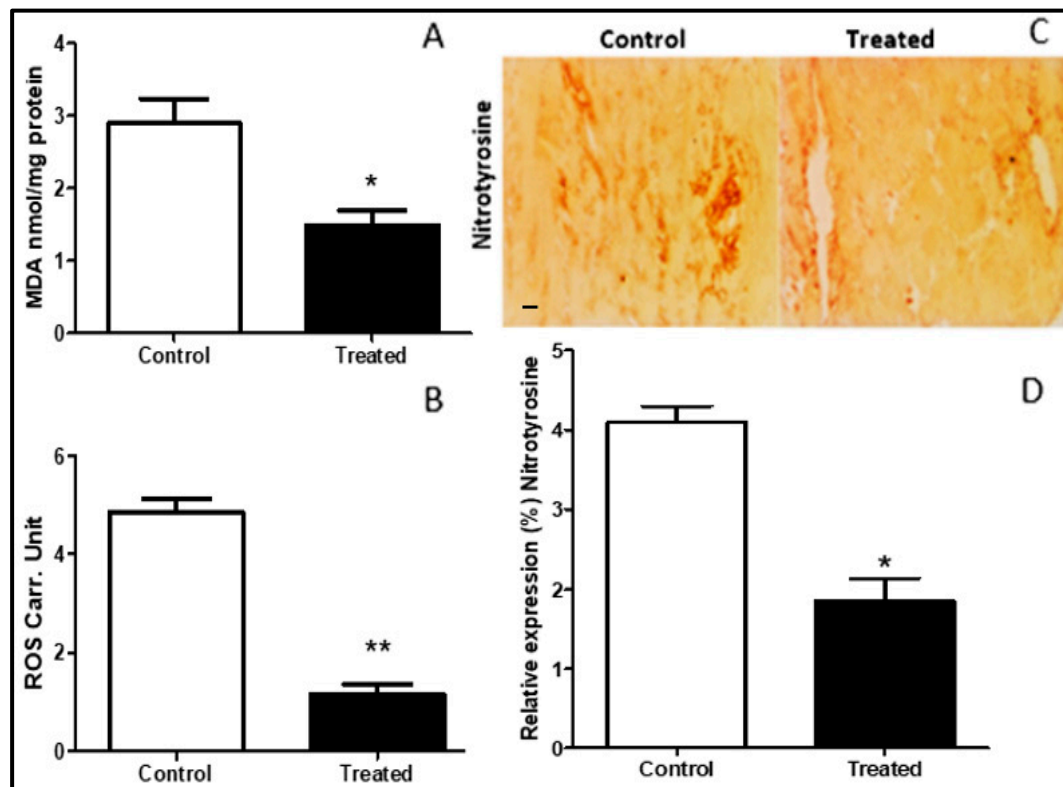 A
MDA nmol/mg protein
4
3
2
1
0
*
Control
Treated
B
ROS Carr. Unit
6
4
2
0
**
Control
Treated
Control
Treated
C
Nitrotyrosine
D
Relative expression (%) Nitrotyrosine
5
4
3
2
1
0
*
Control
Treated